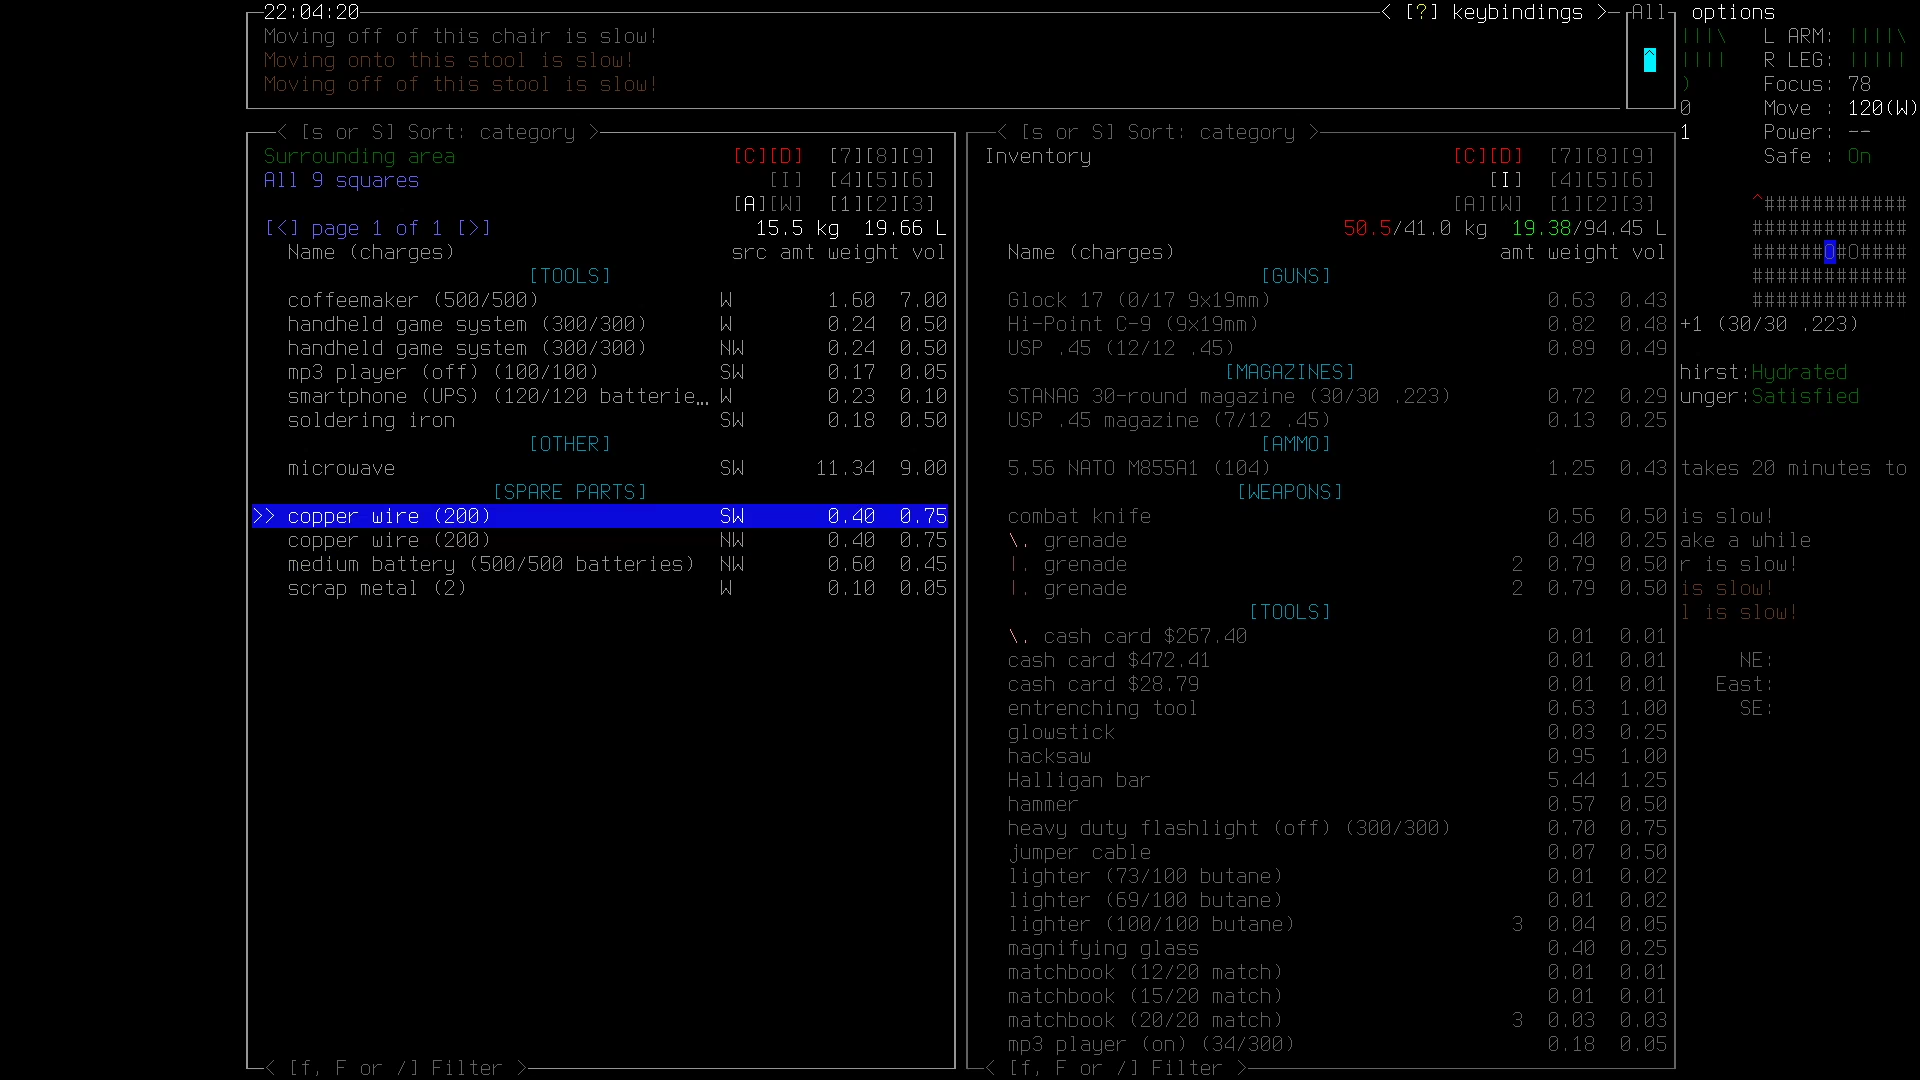 22:04:20 < [?] keybindings > All options
Moving off of this chair is slow! |||\ L ARM: ||||\
Moving onto this stool is slow! ^ |||| R LEG: |||||
Moving off of this stool is slow! ) Focus: 78
0 Move : 120(W)
< [s or S] Sort: category > < [s or S] Sort: category > 1 Power: --
Surrounding area [C][D] [7][8][9] Inventory [C][D] [7][8][9] Safe : On
All 9 squares [I] [4][5][6] [I] [4][5][6]
[A][W] [1][2][3] [A][W] [1][2][3] ^############
[<] page 1 of 1 [>] 15.5 kg 19.66 L 50.5/41.0 kg 19.38/94.45 L #############
Name (charges) src amt weight vol Name (charges) amt weight vol ######O#O####
[TOOLS] [GUNS] #############
coffeemaker (500/500) W 1.60 7.00 Glock 17 (0/17 9x19mm) 0.63 0.43 #############
handheld game system (300/300) W 0.24 0.50 Hi-Point C-9 (9x19mm) 0.82 0.48 +1 (30/30 .223)
handheld game system (300/300) NW 0.24 0.50 USP .45 (12/12 .45) 0.89 0.49
mp3 player (off) (100/100) SW 0.17 0.05 [MAGAZINES] hirst:Hydrated
smartphone (UPS) (120/120 batterie… W 0.23 0.10 STANAG 30-round magazine (30/30 .223) 0.72 0.29 unger:Satisfied
soldering iron SW 0.18 0.50 USP .45 magazine (7/12 .45) 0.13 0.25
[OTHER] [AMMO]
microwave SW 11.34 9.00 5.56 NATO M855A1 (104) 1.25 0.43 takes 20 minutes to
[SPARE PARTS] [WEAPONS]
>> copper wire (200) SW 0.40 0.75 combat knife 0.56 0.50 is slow!
copper wire (200) NW 0.40 0.75 \. grenade 0.40 0.25 ake a while
medium battery (500/500 batteries) NW 0.60 0.45 |. grenade 2 0.79 0.50 r is slow!
scrap metal (2) W 0.10 0.05 |. grenade 2 0.79 0.50 is slow!
[TOOLS] l is slow!
\. cash card $267.40 0.01 0.01
cash card $472.41 0.01 0.01 NE:
cash card $28.79 0.01 0.01 East:
entrenching tool 0.63 1.00 SE:
glowstick 0.03 0.25
hacksaw 0.95 1.00
Halligan bar 5.44 1.25
hammer 0.57 0.50
heavy duty flashlight (off) (300/300) 0.70 0.75
jumper cable 0.07 0.50
lighter (73/100 butane) 0.01 0.02
lighter (69/100 butane) 0.01 0.02
lighter (100/100 butane) 3 0.04 0.05
magnifying glass 0.40 0.25
matchbook (12/20 match) 0.01 0.01
matchbook (15/20 match) 0.01 0.01
matchbook (20/20 match) 3 0.03 0.03
mp3 player (on) (34/300) 0.18 0.05
< [f, F or /] Filter > < [f, F or /] Filter >